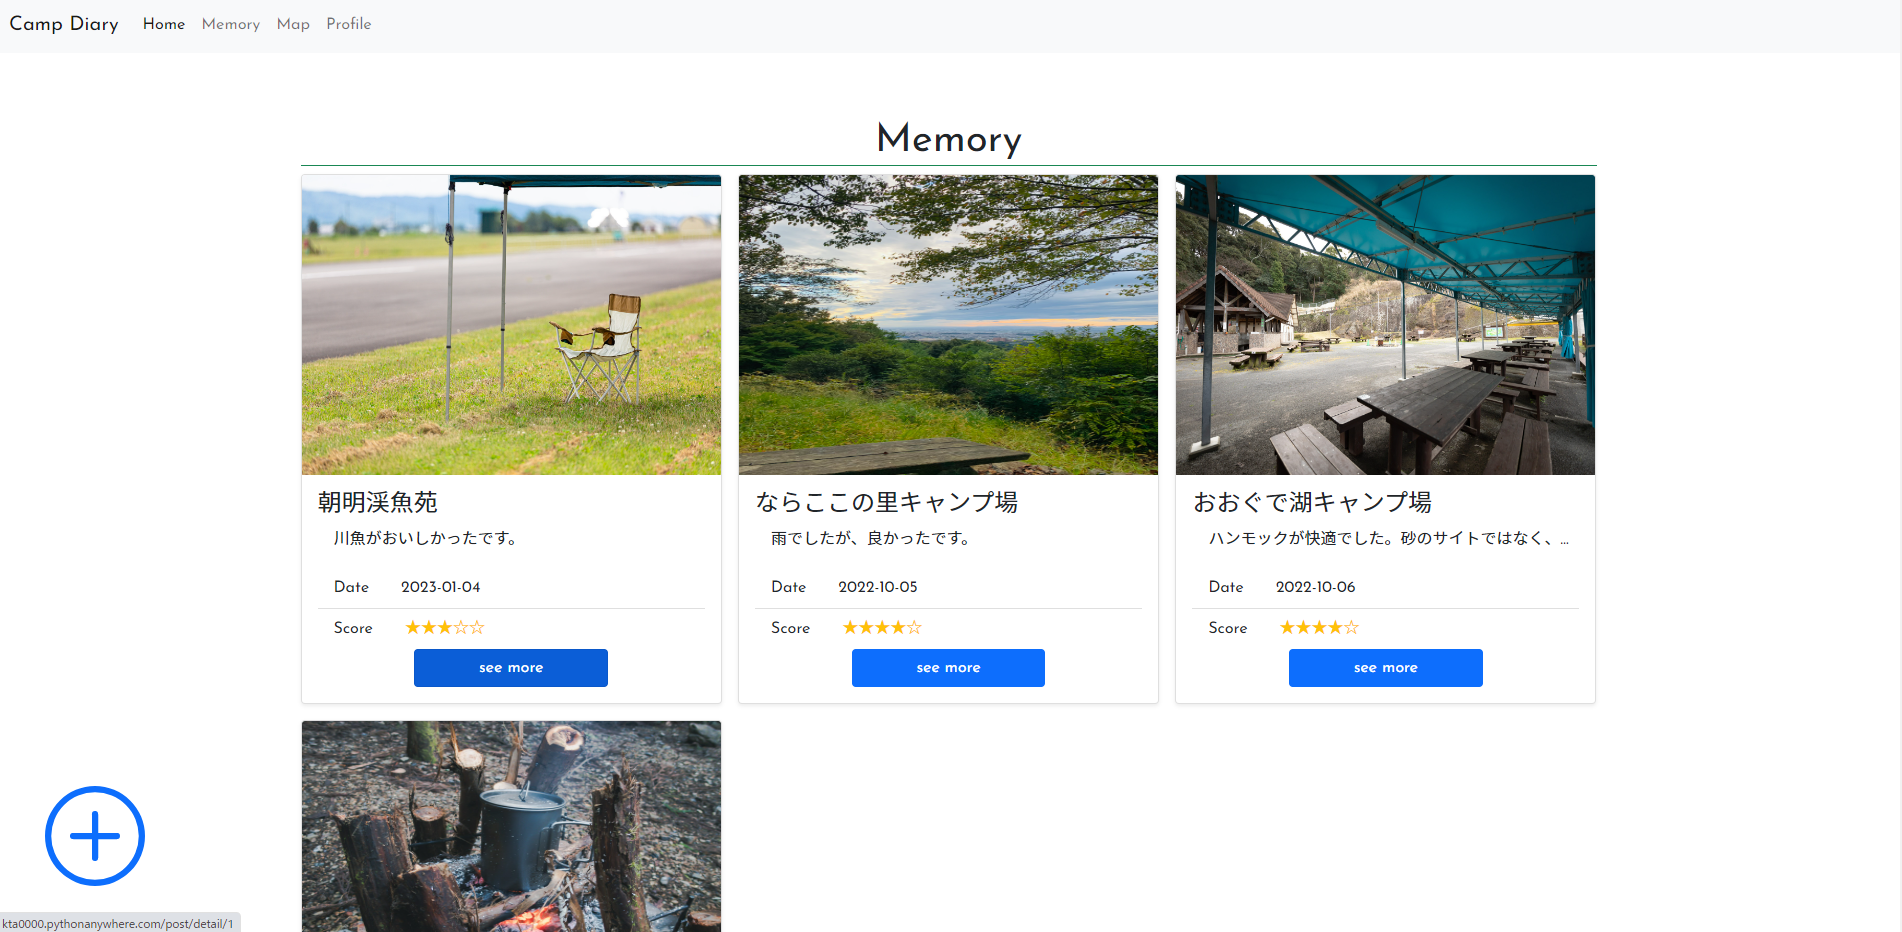 Camp Diary Home Memory Map Profile
Memory
朝明渓魚苑
川魚がおいしかったです。
Date 2023-01-04
Score ★★★☆☆
see more
ならここの里キャンプ場
雨でしたが、良かったです。
Date 2022-10-05
Score ★★★★☆
see more
おおぐて湖キャンプ場
ハンモックが快適でした。砂のサイトではなく、...
Date 2022-10-06
Score ★★★★☆
see more
kta0000.pythonanywhere.com/post/detail/1